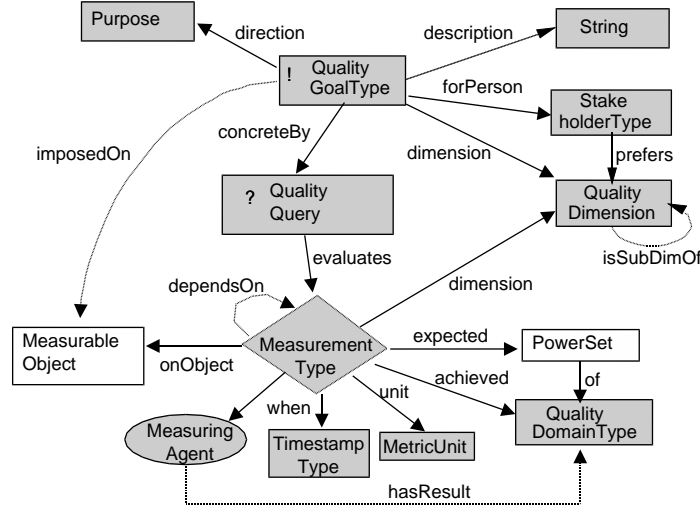 Purpose
direction
description
String
! Quality
GoalType
forPerson
Stake
holderType
concreteBy
imposedOn
dimension
prefers
? Quality
Query
Quality
Dimension
evaluates
isSubDimOf
dependsOn
dimension
Measurable
Object
onObject
Measurement
Type
expected
PowerSet
achieved
of
when
unit
Measuring
Agent
Timestamp
Type
MetricUnit
Quality
DomainType
hasResult